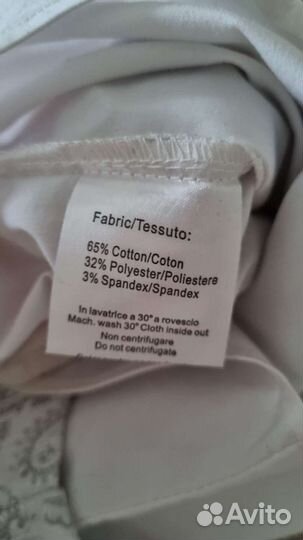 Fabric/Tessuto:
65% Cotton/Coton
32% Polyester/Poliestere
3% Spandex/Spandex
In lavatrice a 30° a rovescio
Mach. wash 30° Cloth inside out
Non centrifugare
Do not centrifugate
Avito